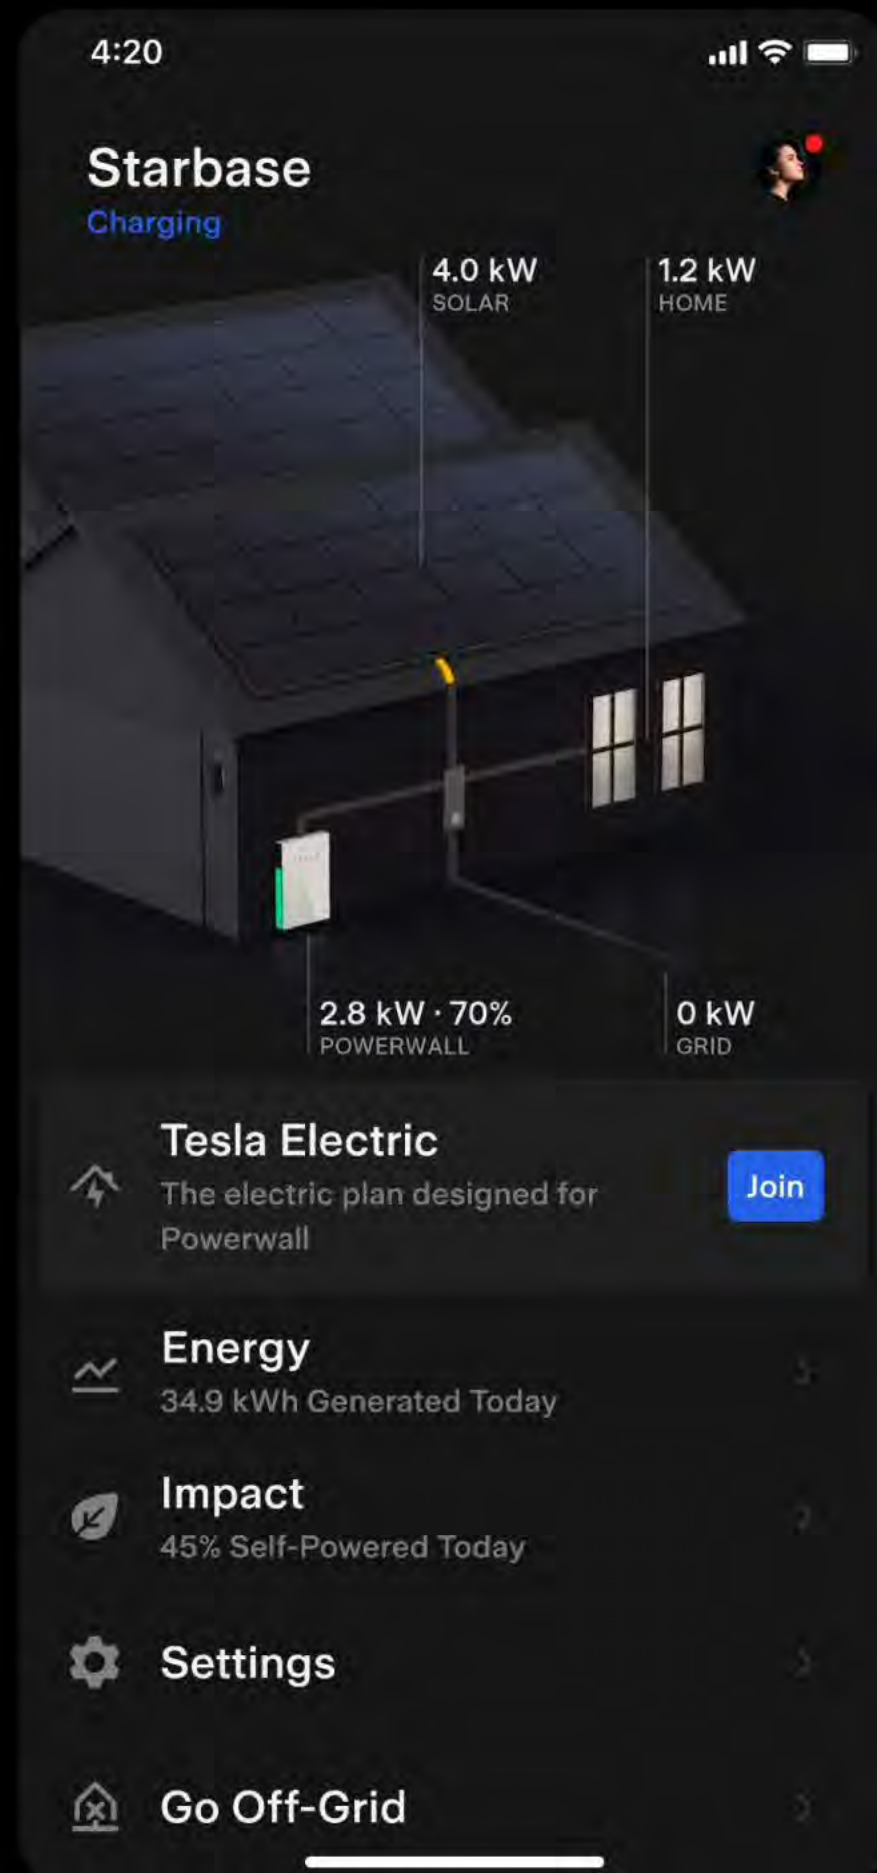 4:20
Starbase
Charging
4.0 kW
SOLAR
1.2 kW
HOME
2.8 kW · 70%
POWERWALL
0 kW
GRID
Tesla Electric
The electric plan designed for
Powerwall
Join
Energy
34.9 kWh Generated Today
Impact
45% Self-Powered Today
Settings
Go Off-Grid